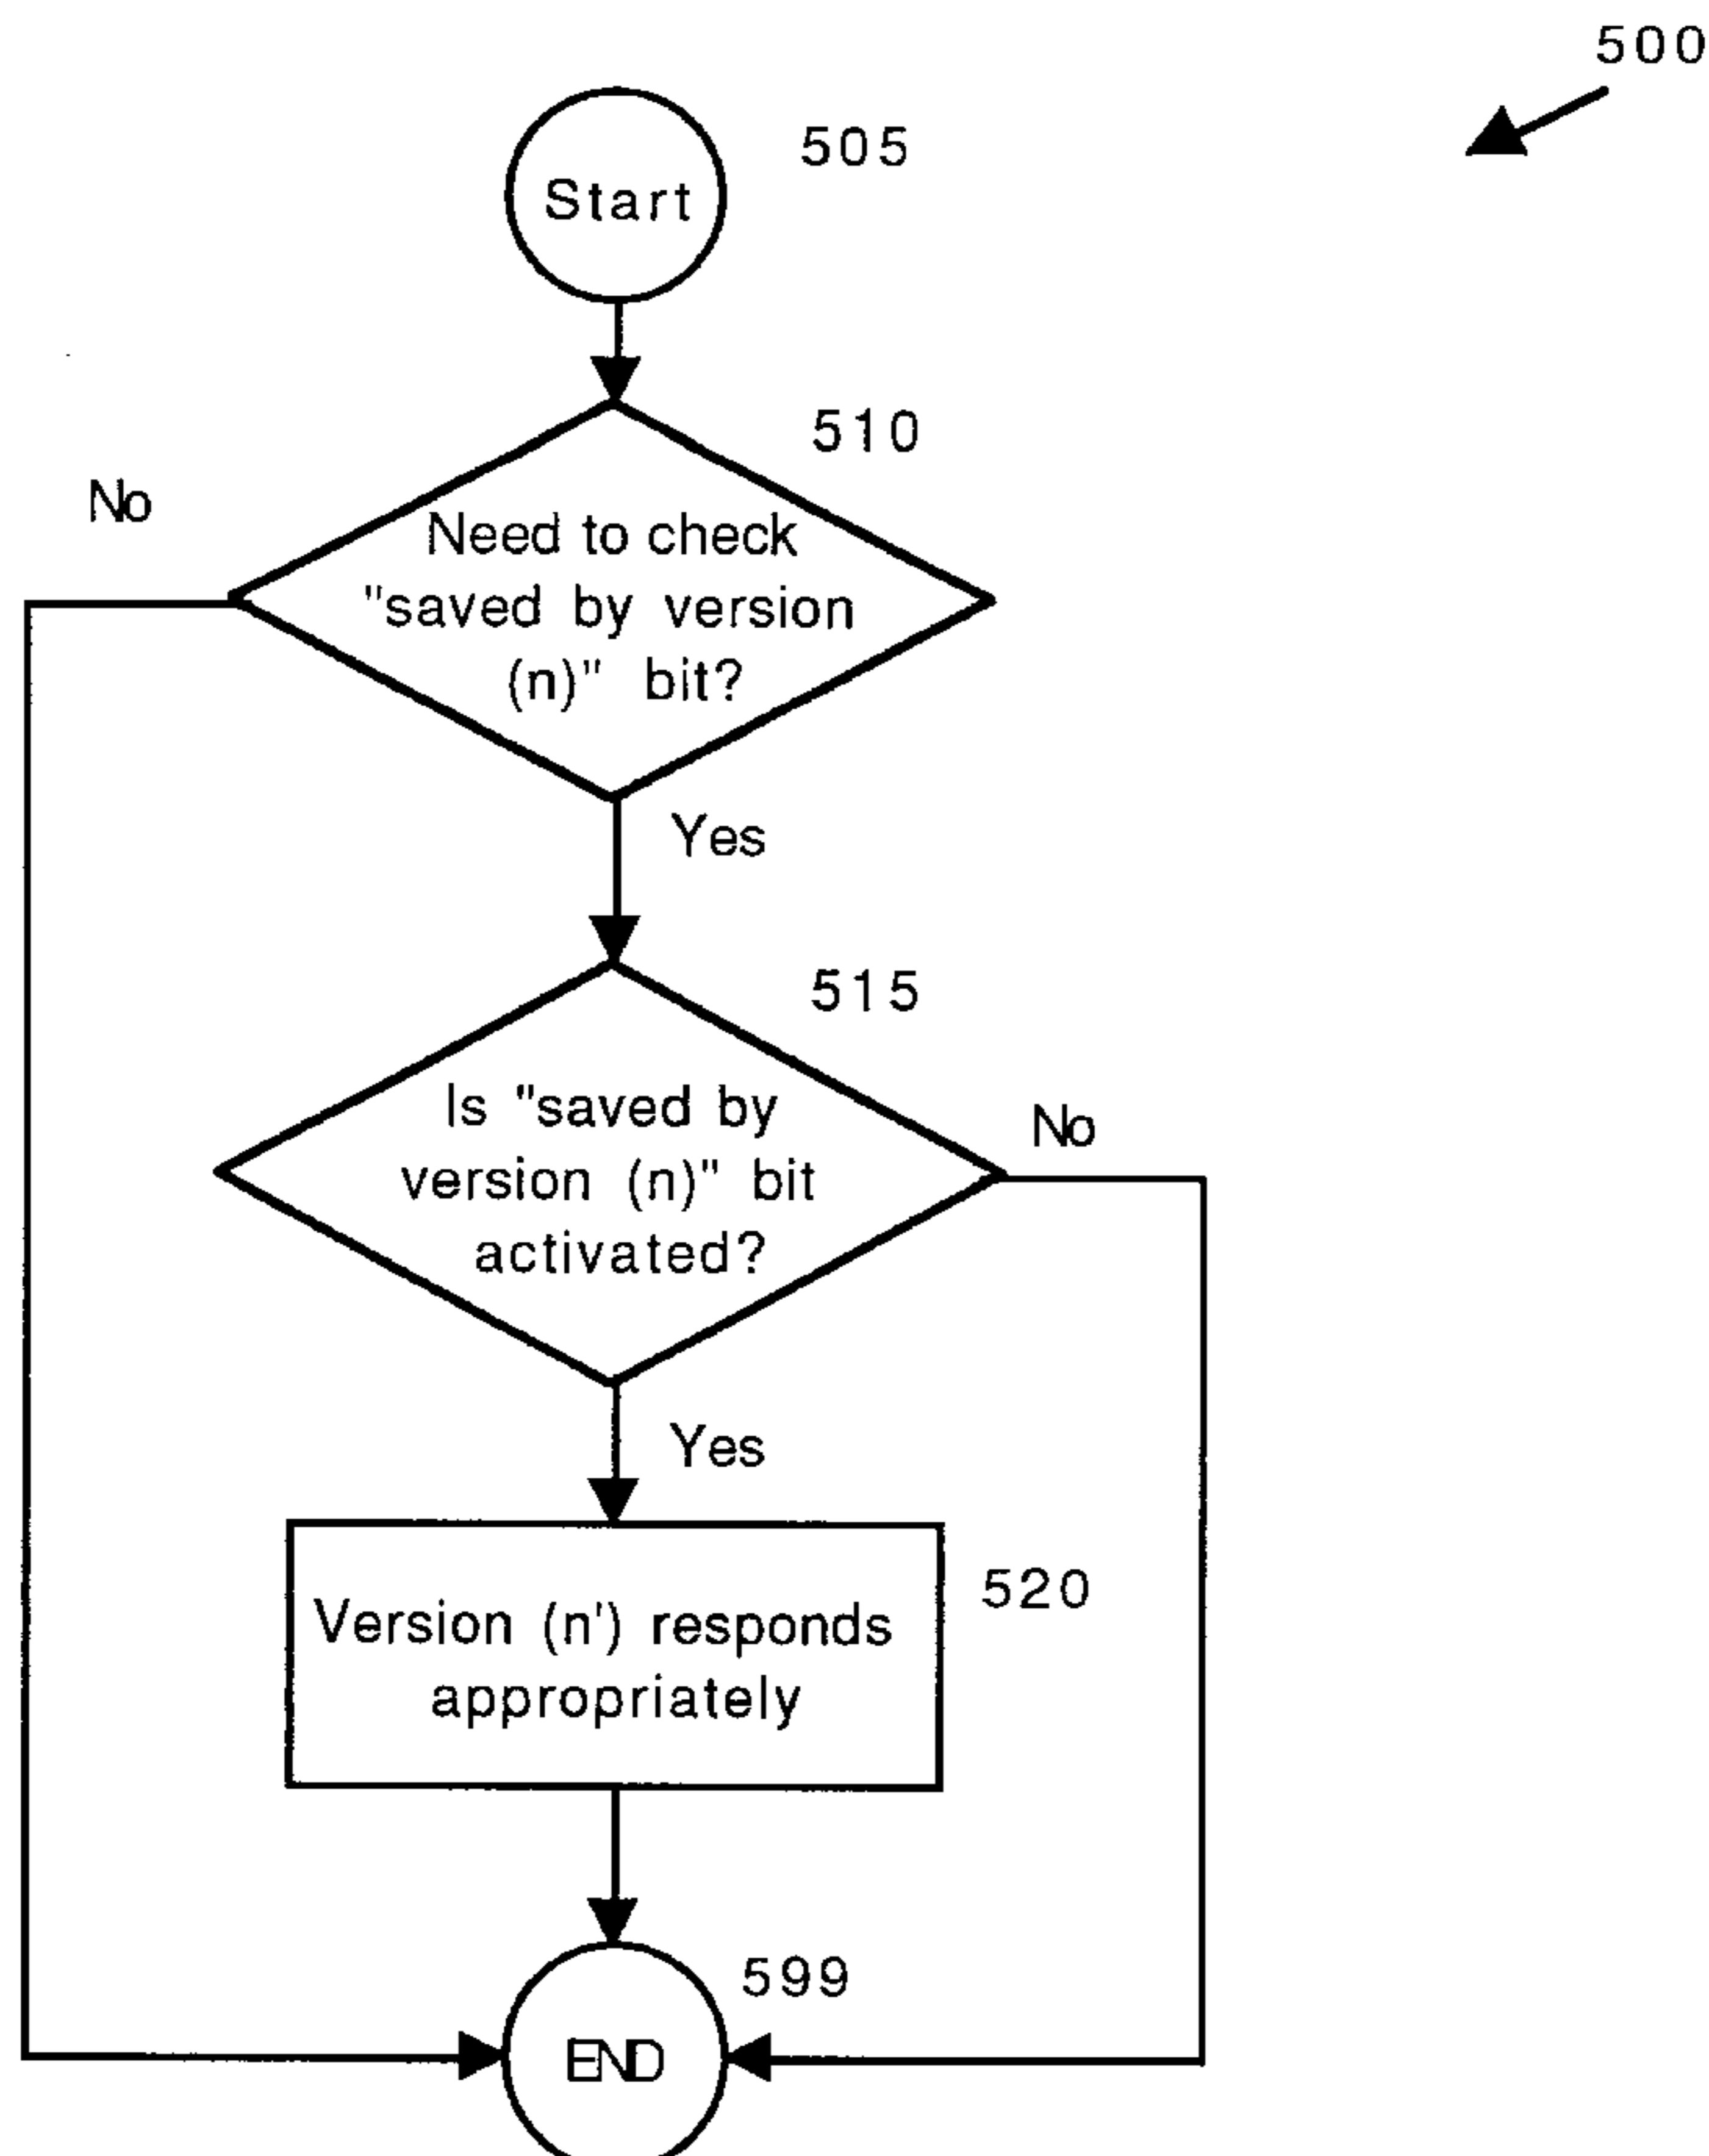 500
505
Start
510
No
Need to check
"saved by version
(n)" bit?
Yes
515
Is "saved by
version (n)" bit
activated?
No
Yes
520
Version (n') responds
appropriately
599
END